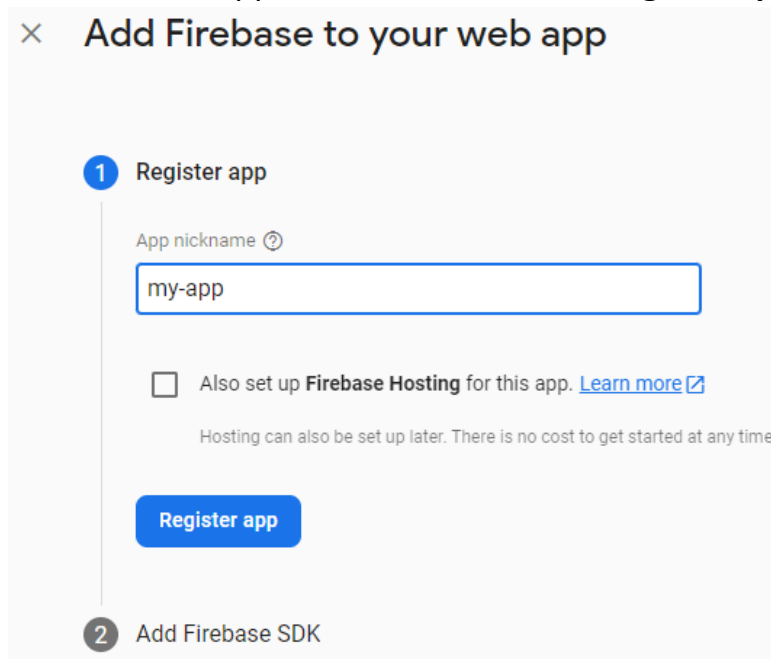 Add Firebase to your web app
1 Register app
App nickname
my-app
Also set up Firebase Hosting for this app. Learn more
Hosting can also be set up later. There is no cost to get started at any time
Register app
2 Add Firebase SDK